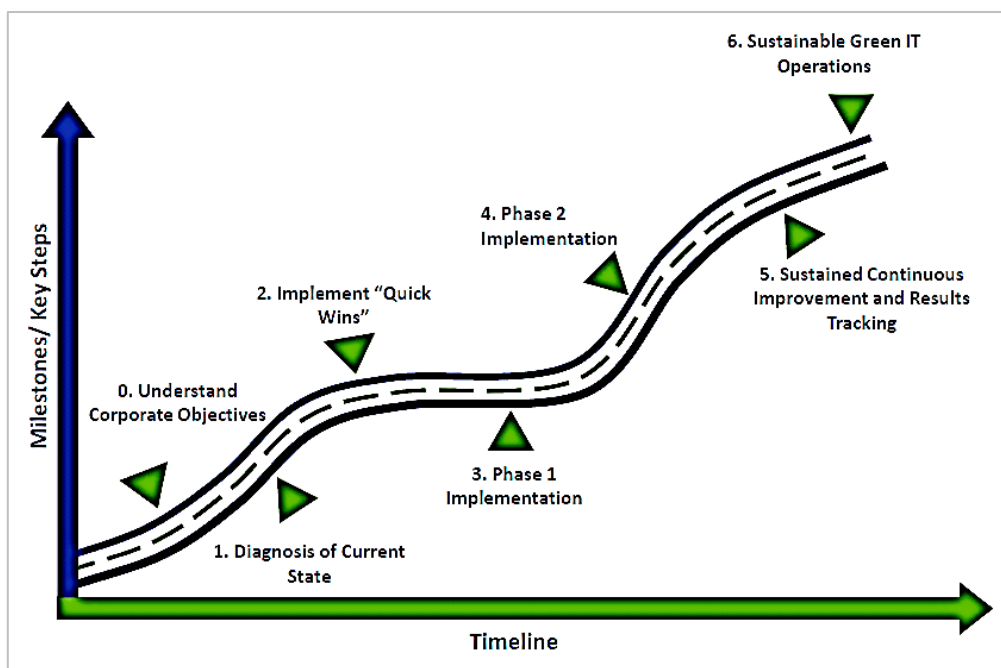 6. Sustainable Green IT
Operations
4. Phase 2
Implementation
5. Sustained Continuous
Improvement and Results
Tracking
2. Implement “Quick
Wins”
0. Understand
Corporate Objectives
3. Phase 1
Implementation
1. Diagnosis of Current
State
Milestones/ Key Steps
Timeline